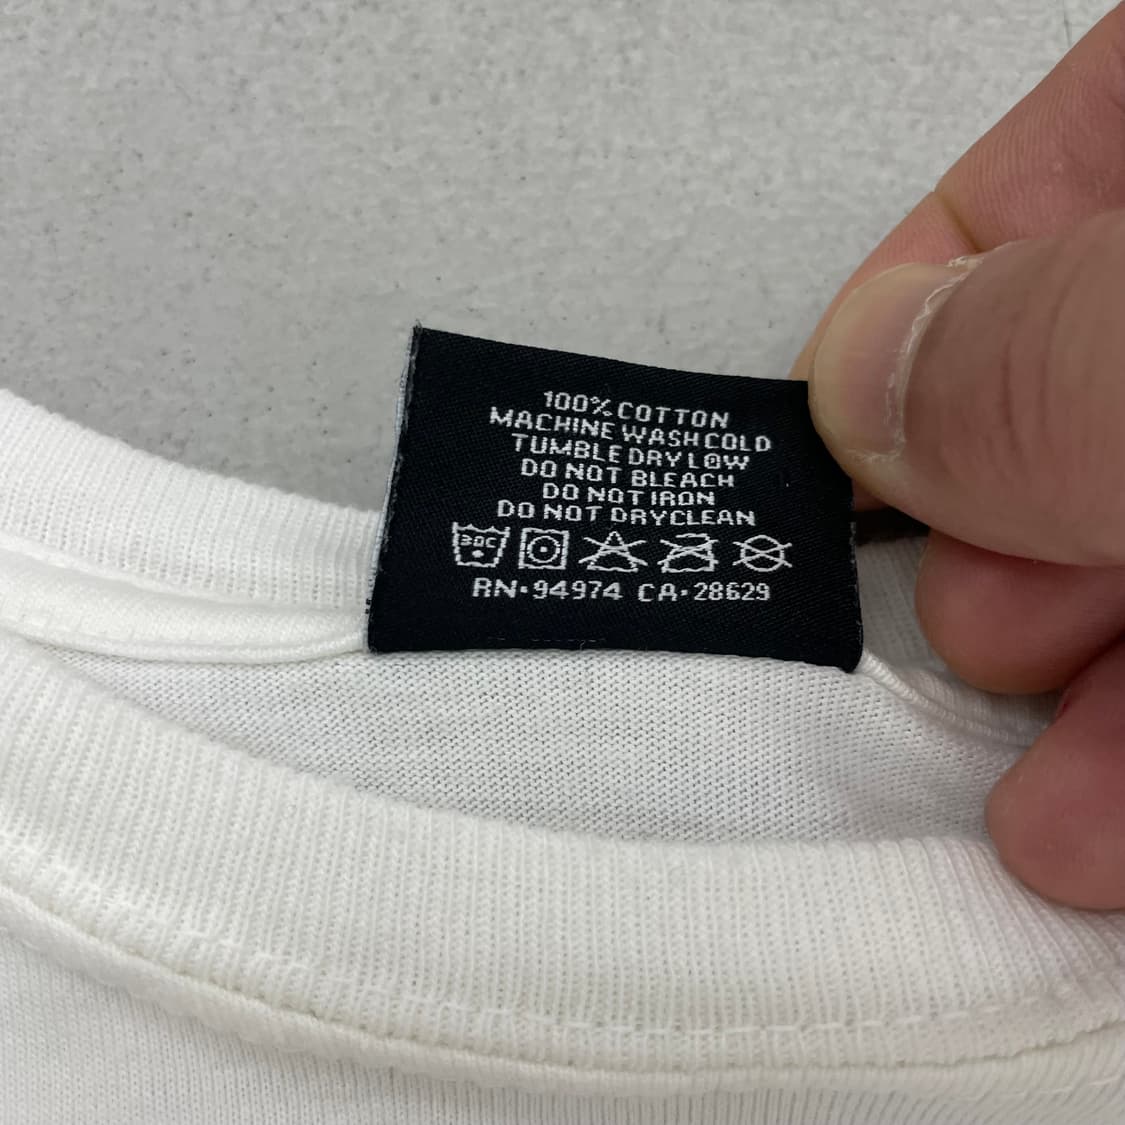 100% COTTON
MACHINE WASH COLD
TUMBLE DRY LOW
DO NOT BLEACH
DO NOT IRON
DO NOT DRYCLEAN
30C
RN·94974 CA·28629